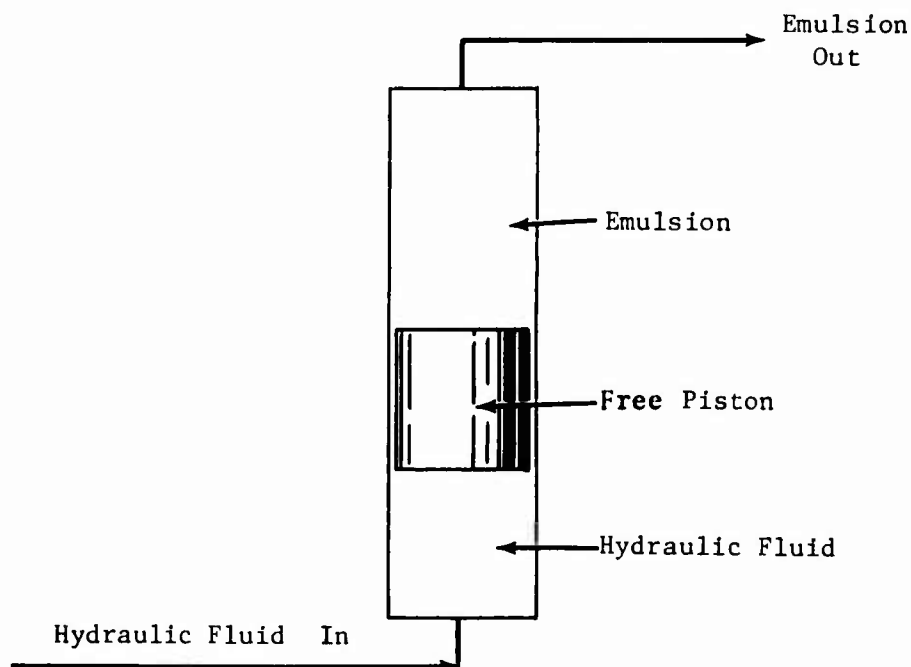 Emulsion
Out
Emulsion
Free Piston
Hydraulic Fluid
Hydraulic Fluid In